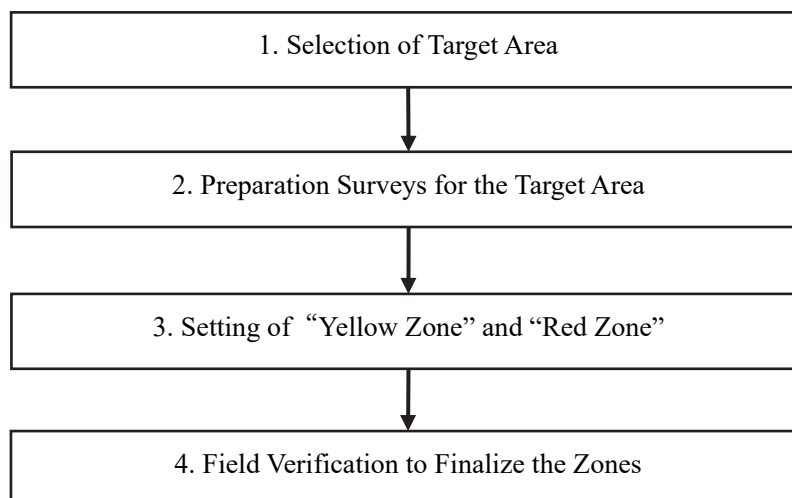 1. Selection of Target Area
2. Preparation Surveys for the Target Area
3. Setting of “Yellow Zone” and “Red Zone”
4. Field Verification to Finalize the Zones